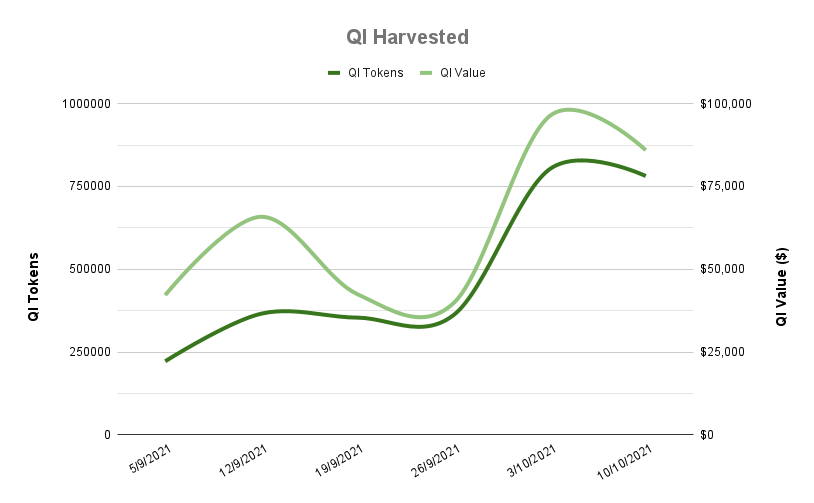 QI Harvested
QI Tokens QI Value
1000000 $100,000
750000 $75,000
500000 $50,000
250000 $25,000
0 $0
QI Tokens
QI Value ($)
5/9/2021 12/9/2021 19/9/2021 26/9/2021 3/10/2021 10/10/2021